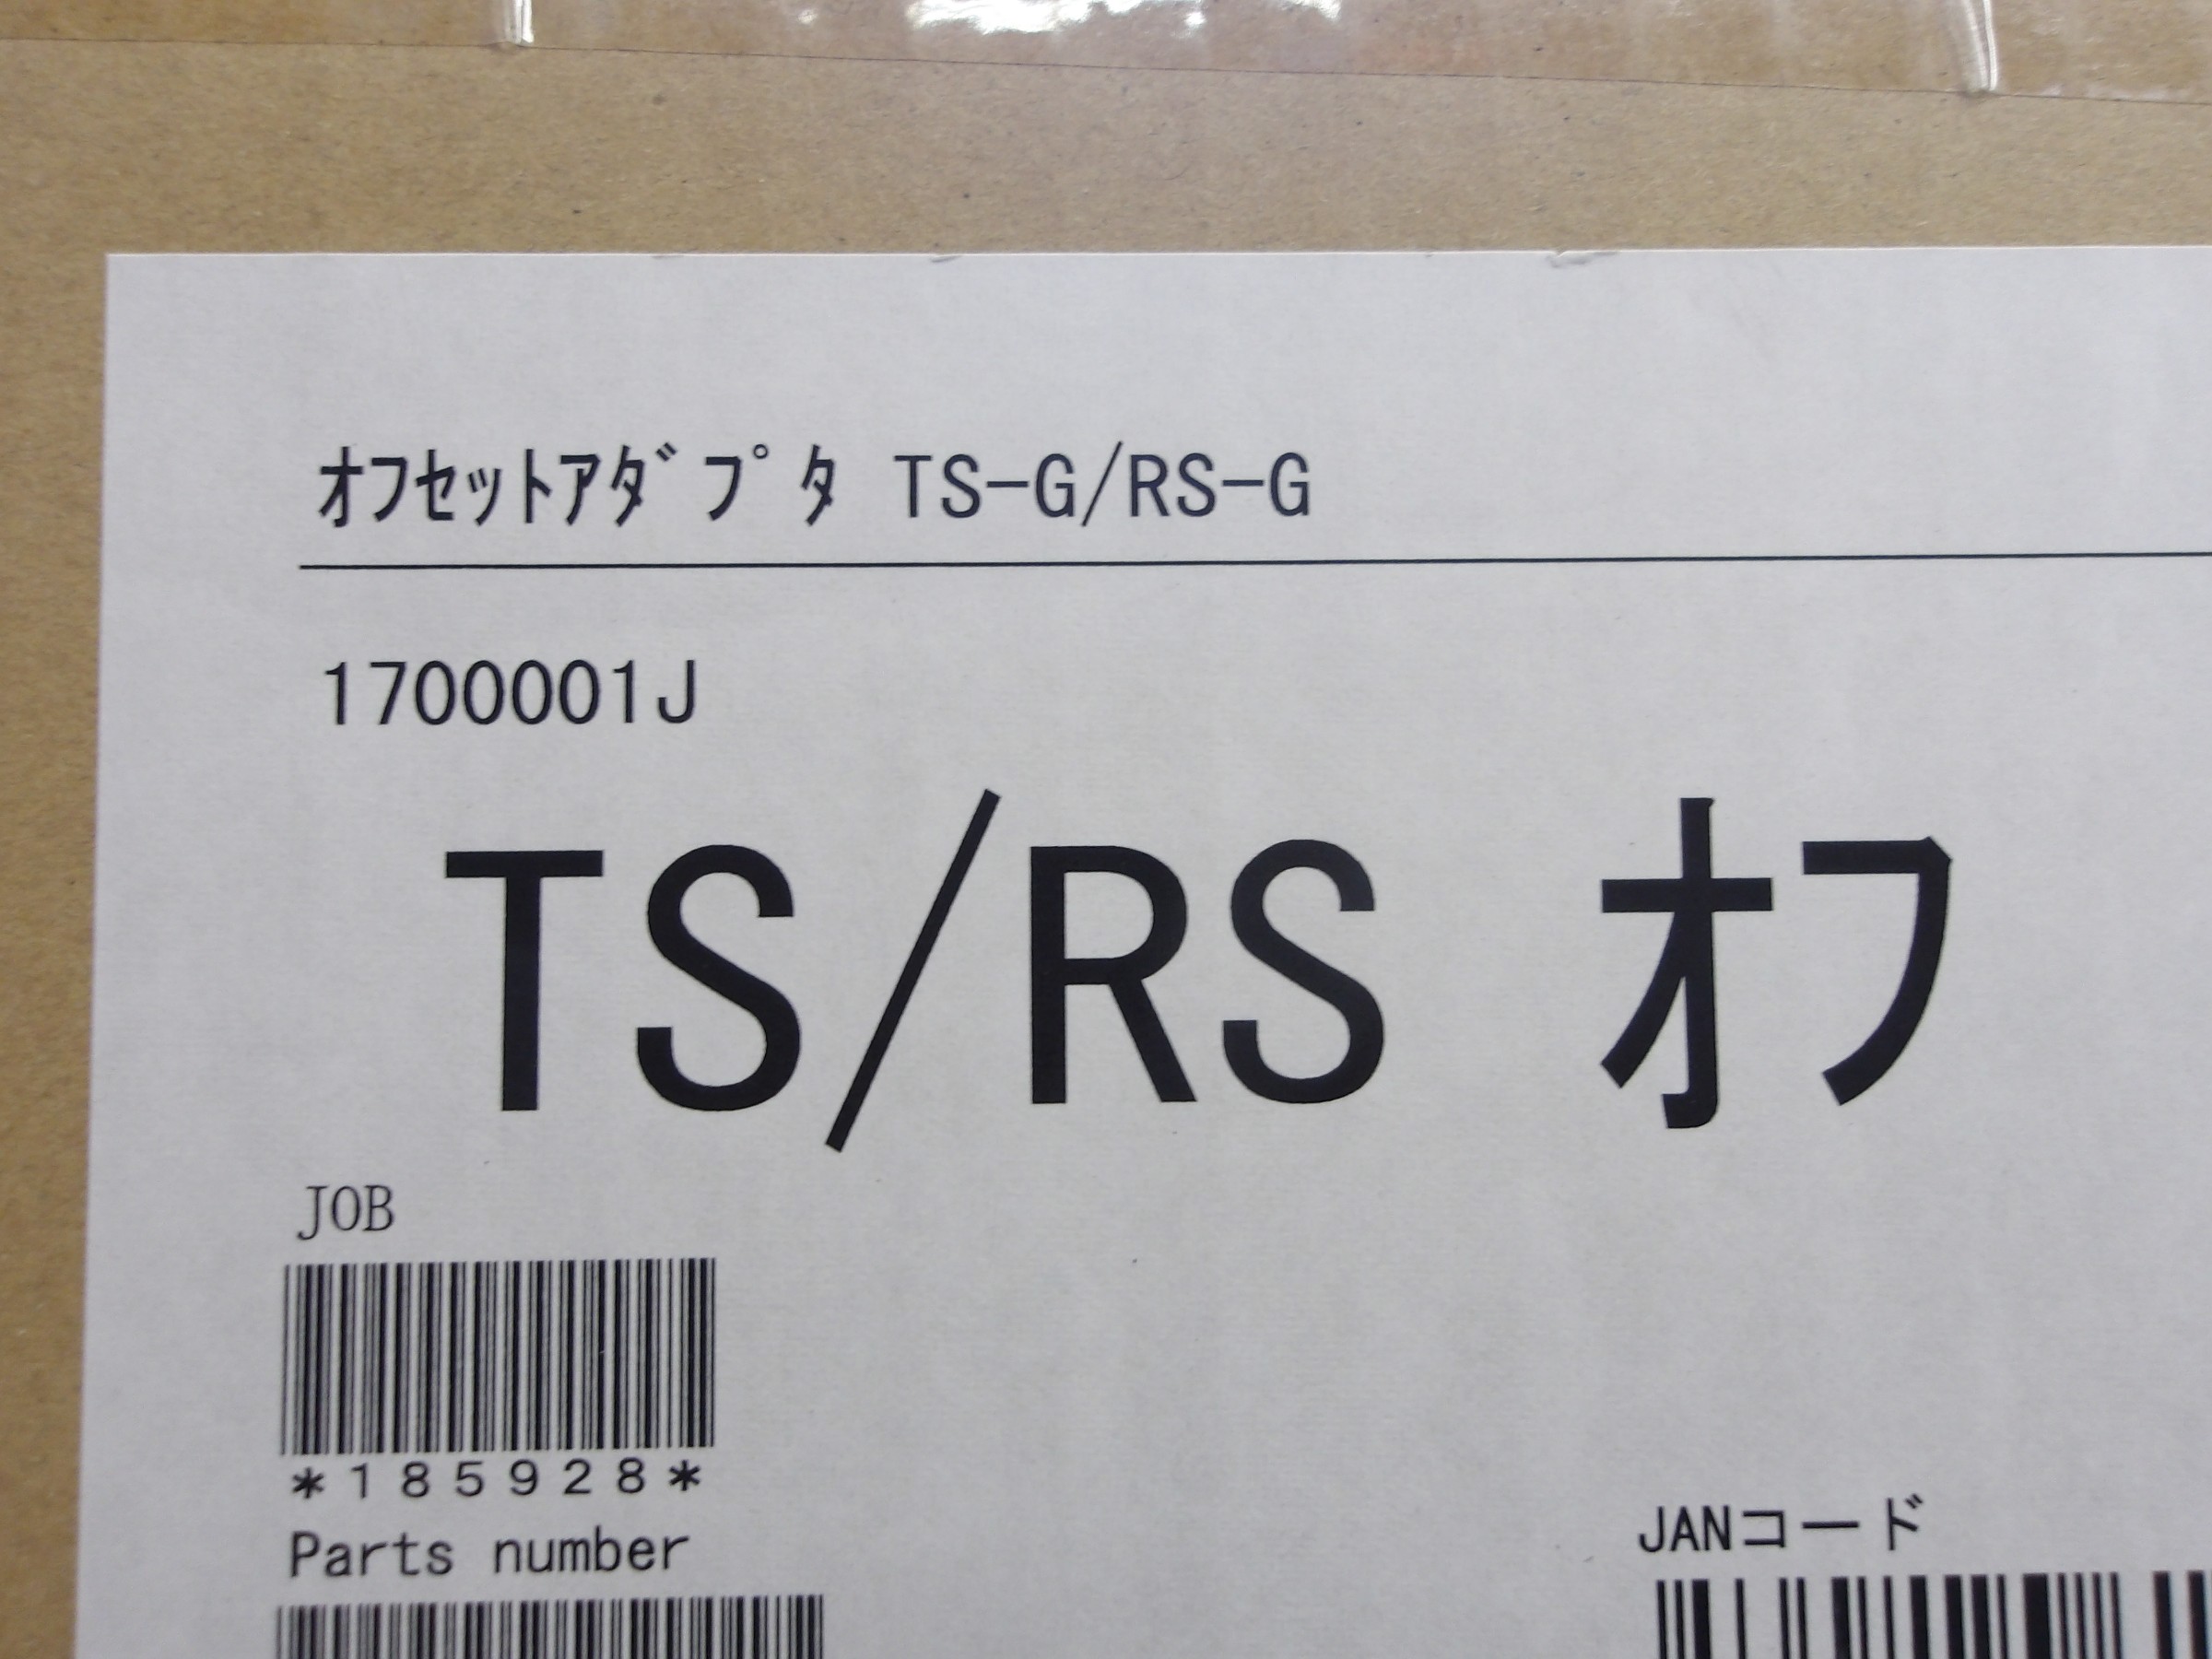 ｵﾌｾｯﾄｱﾀﾞﾌﾟﾀ TS-G/RS-G
1700001J
TS/RS ｵﾌ
JOB
*185928*
Parts number
JANコード